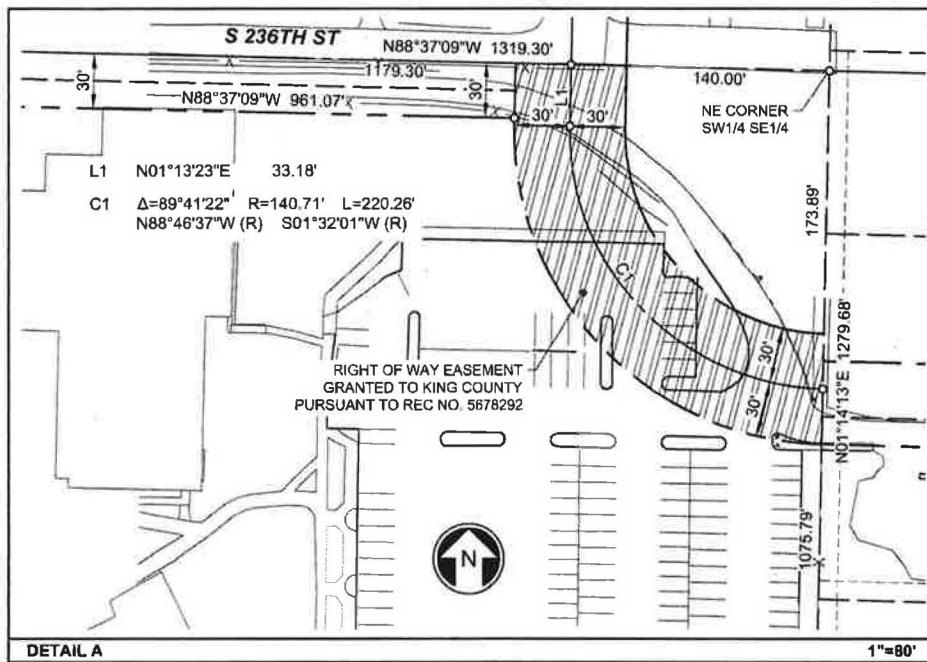 S 236TH ST
N88°37'09"W 1319.30'
1179.30'
140.00'
30'
30'
N88°37'09"W 961.07'
L1
30'
30'
NE CORNER
SW1/4 SE1/4
L1 N01°13'23"E 33.18'
C1 Δ=89°41'22" R=140.71' L=220.26'
N88°46'37"W (R) S01°32'01"W (R)
173.89'
C1
N01°14'13"E 1279.68'
RIGHT OF WAY EASEMENT
GRANTED TO KING COUNTY
PURSUANT TO REC NO. 5678292
30'
30'
1075.79'
N
DETAIL A 1"=80'